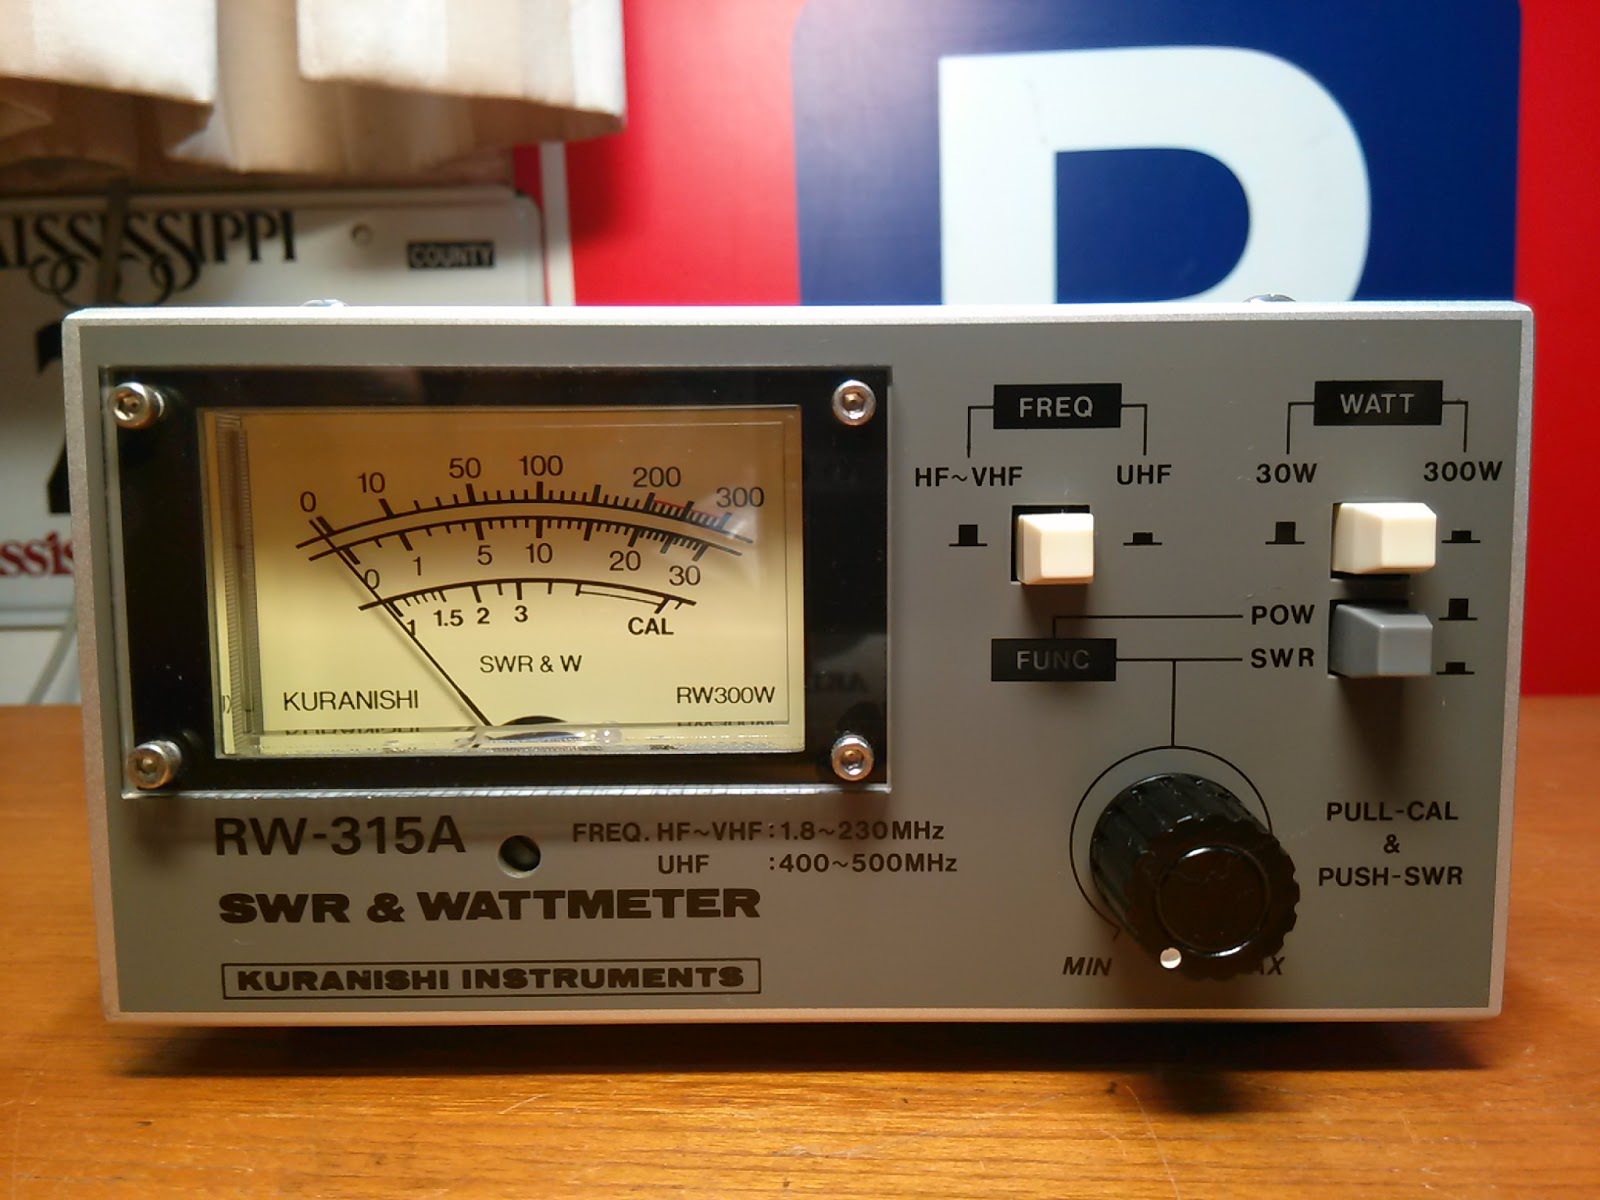 MISSISSIPPI
COUNTY
0 10 50 100 200 300
0 1 5 10 20 30
1 1.5 2 3 CAL
SWR & W
KURANISHI RW300W
FREQ
HF~VHF UHF
WATT
30W 300W
POW
FUNC SWR
PULL-CAL
&
PUSH-SWR
MIN
RW-315A
FREQ. HF~VHF:1.8~230MHz
UHF :400~500MHz
SWR & WATTMETER
KURANISHI INSTRUMENTS